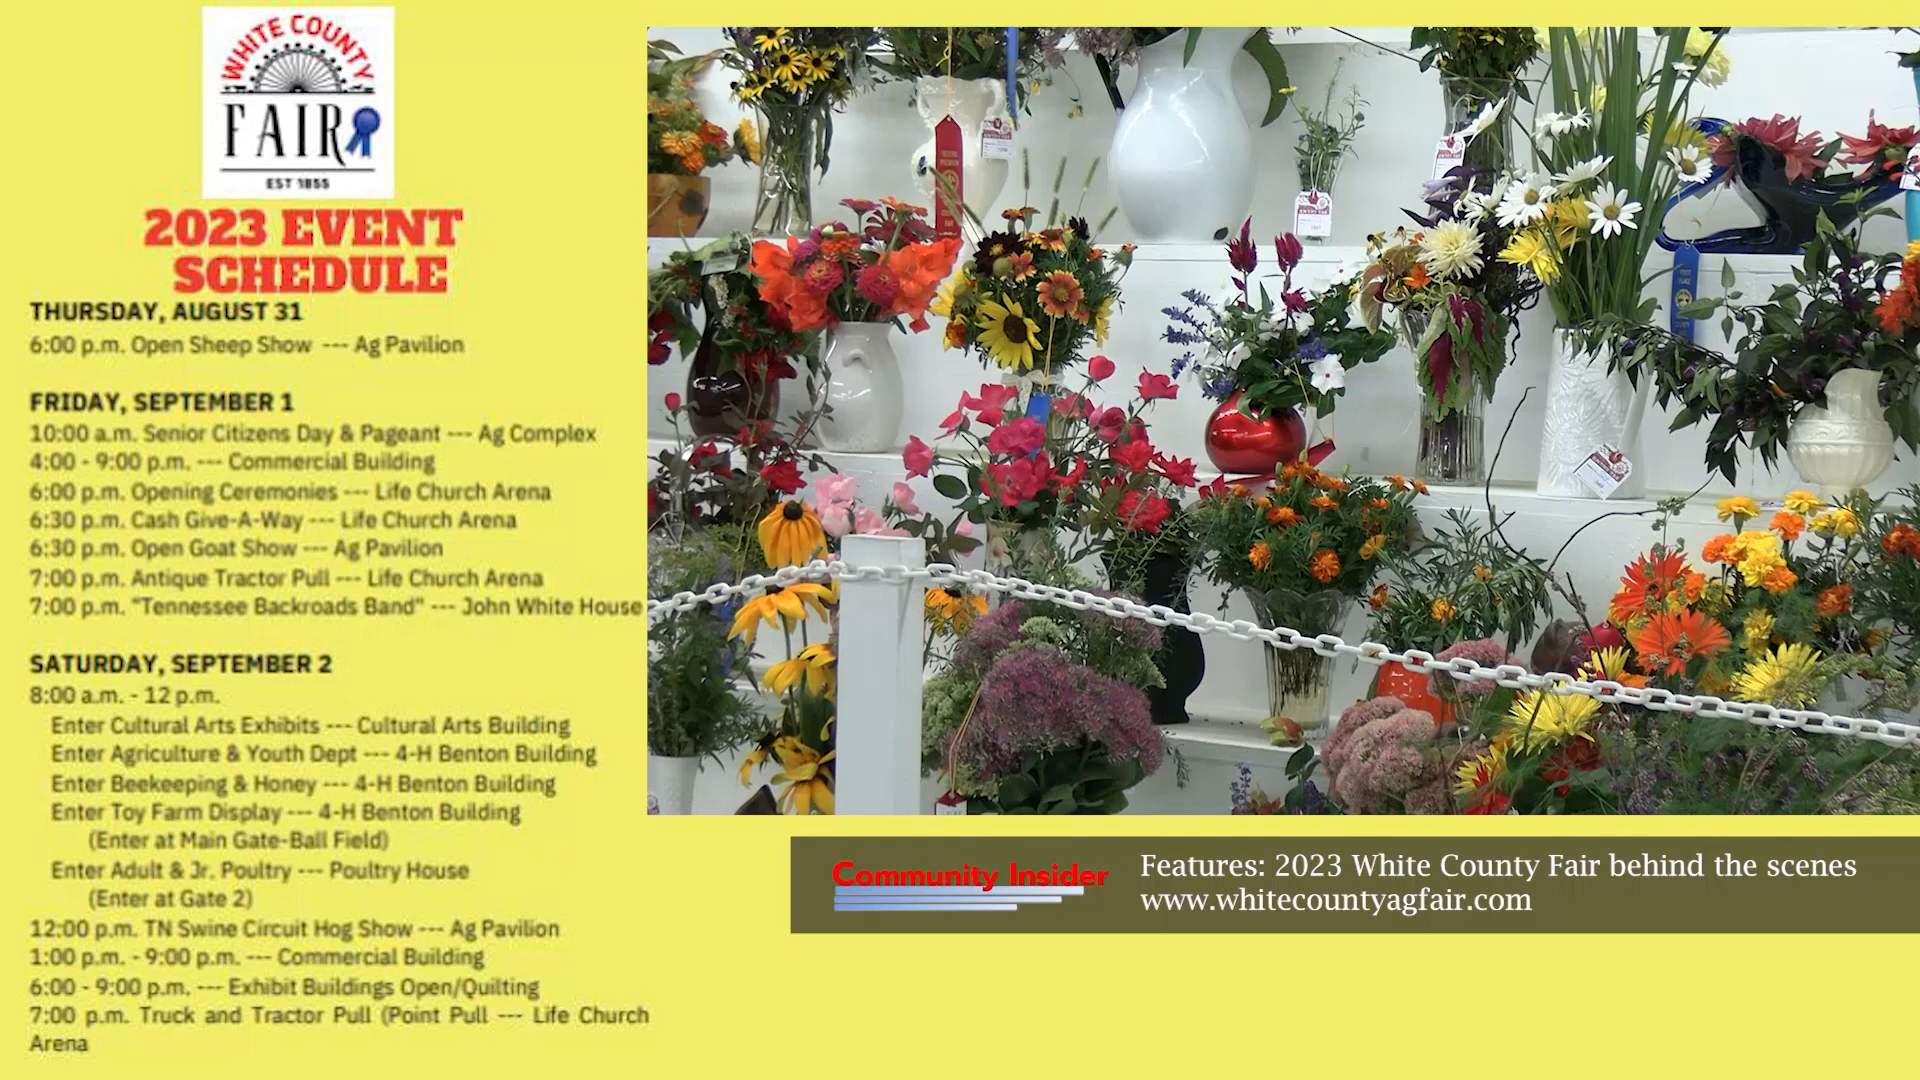 WHITE COUNTY
FAIR
EST 1855
2023 EVENT
SCHEDULE
THURSDAY, AUGUST 31
6:00 p.m. Open Sheep Show --- Ag Pavilion
FRIDAY, SEPTEMBER 1
10:00 a.m. Senior Citizens Day & Pageant --- Ag Complex
4:00 - 9:00 p.m. --- Commercial Building
6:00 p.m. Opening Ceremonies --- Life Church Arena
6:30 p.m. Cash Give-A-Way --- Life Church Arena
6:30 p.m. Open Goat Show --- Ag Pavilion
7:00 p.m. Antique Tractor Pull --- Life Church Arena
7:00 p.m. "Tennessee Backroads Band" --- John White House
SATURDAY, SEPTEMBER 2
8:00 a.m. - 12 p.m.
Enter Cultural Arts Exhibits --- Cultural Arts Building
Enter Agriculture & Youth Dept --- 4-H Benton Building
Enter Beekeeping & Honey --- 4-H Benton Building
Enter Toy Farm Display --- 4-H Benton Building
(Enter at Main Gate-Ball Field)
Enter Adult & Jr. Poultry --- Poultry House
(Enter at Gate 2)
12:00 p.m. TN Swine Circuit Hog Show --- Ag Pavilion
1:00 p.m. - 9:00 p.m. --- Commercial Building
6:00 - 9:00 p.m. --- Exhibit Buildings Open/Quilting
7:00 p.m. Truck and Tractor Pull (Point Pull --- Life Church
Arena
Community Insider
Features: 2023 White County Fair behind the scenes
www.whitecountyagfair.com